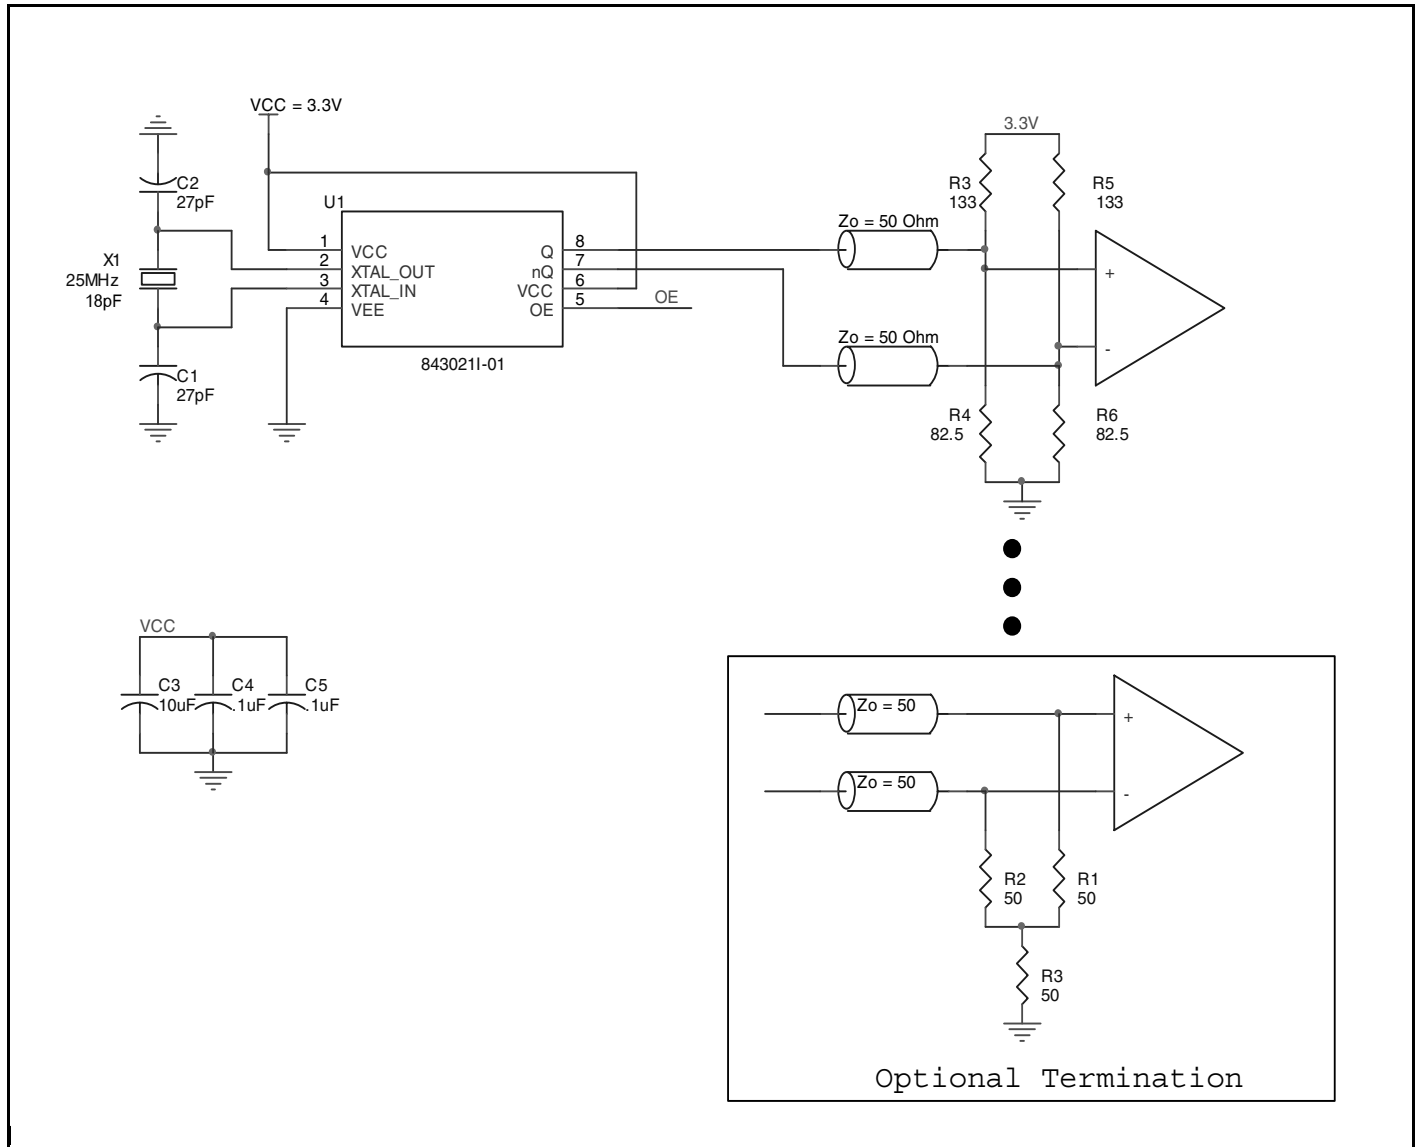 VCC = 3.3V
3.3V
C2
27pF
U1
R3
133
R5
133
Zo = 50 Ohm
X1
25MHz
18pF
1
2
3
4
VCC
XTAL_OUT
XTAL_IN
VEE
Q
nQ
VCC
OE
8
7
6
5
OE
+
-
Zo = 50 Ohm
843021I-01
C1
27pF
R4
82.5
R6
82.5
VCC
C3
10uF
C4
.1uF
C5
.1uF
Zo = 50
+
Zo = 50
-
R2
50
R1
50
R3
50
Optional Termination